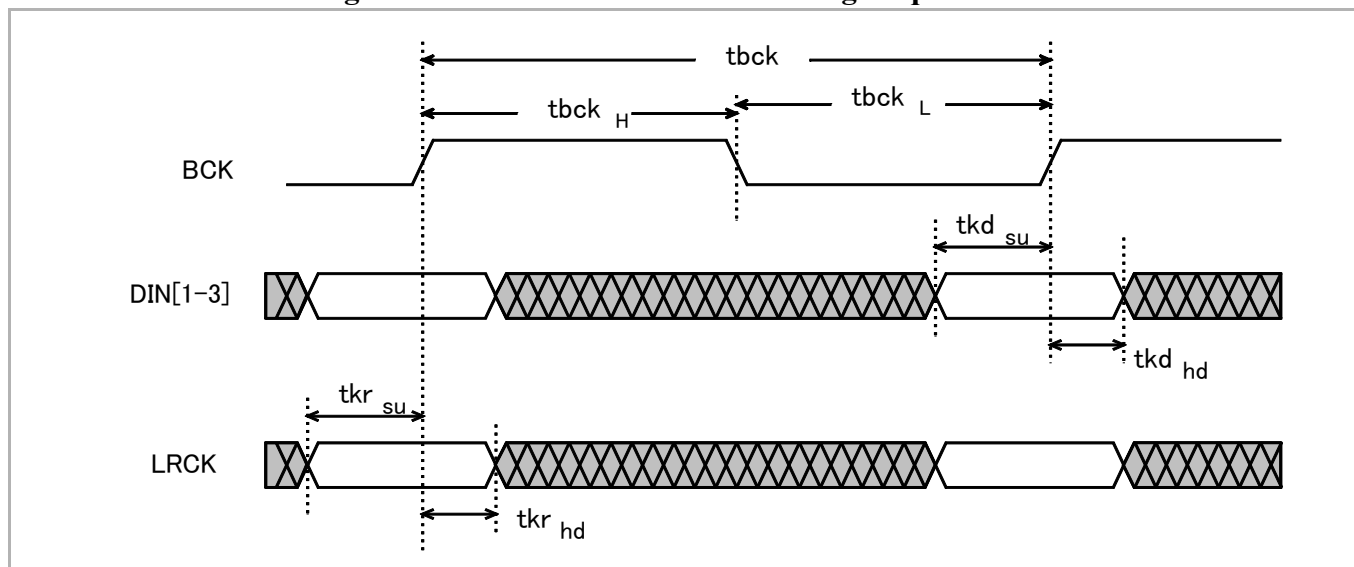 tbck
tbck H
tbck L
BCK
tkd su
DIN[1-3]
tkd hd
tkr su
LRCK
tkr hd